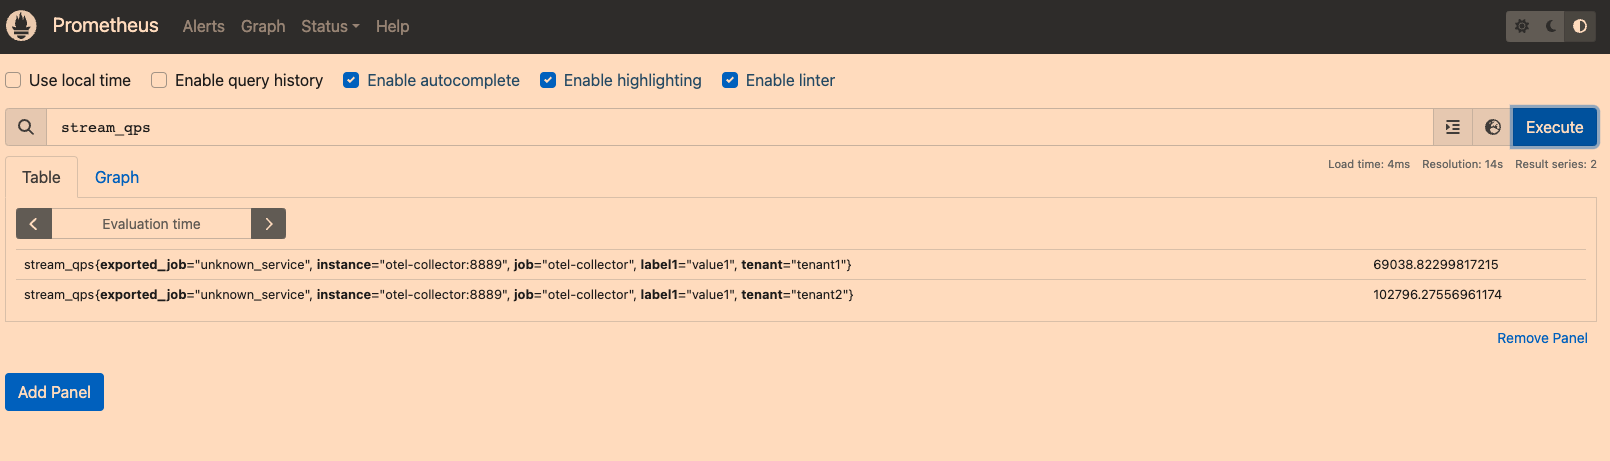 Prometheus Alerts Graph Status Help
Use local time Enable query history Enable autocomplete Enable highlighting Enable linter
stream_qps Execute
Load time: 4ms Resolution: 14s Result series: 2
Table Graph
Evaluation time
stream_qps{exported_job="unknown_service", instance="otel-collector:8889", job="otel-collector", label1="value1", tenant="tenant1"} 69038.82299817215
stream_qps{exported_job="unknown_service", instance="otel-collector:8889", job="otel-collector", label1="value1", tenant="tenant2"} 102796.27556961174
Remove Panel
Add Panel